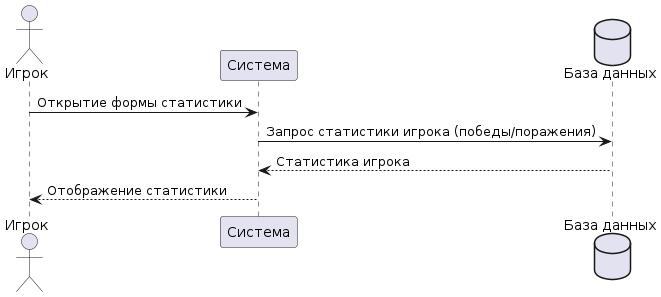 Игрок
Система
База данных
Открытие формы статистики
Запрос статистики игрока (победы/поражения)
Статистика игрока
Отображение статистики
Игрок
Система
База данных